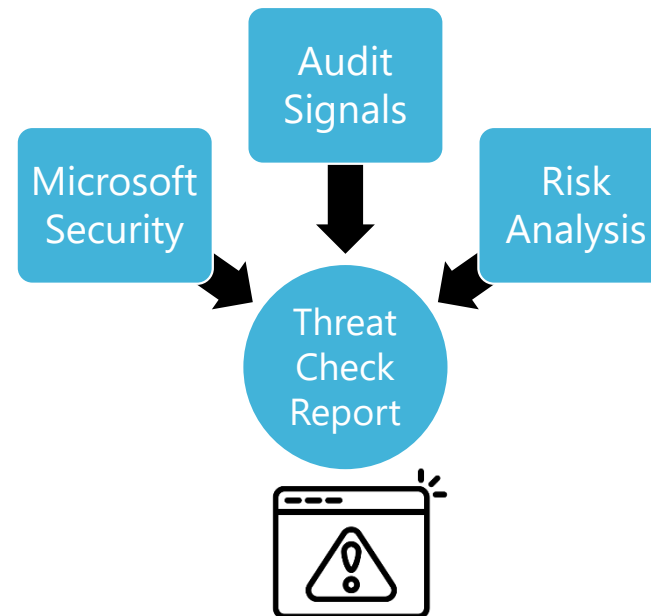 Audit
Signals
Microsoft
Security
Risk
Analysis
Threat
Check
Report